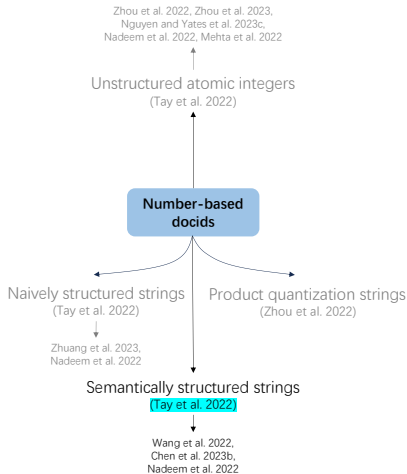 Zhou et al. 2022, Zhou et al. 2023,
Nguyen and Yates et al. 2023c,
Nadeem et al. 2022, Mehta et al. 2022
Unstructured atomic integers
(Tay et al. 2022)
Number-based
docids
Naively structured strings
(Tay et al. 2022)
Product quantization strings
(Zhou et al. 2022)
Zhuang et al. 2023,
Nadeem et al. 2022
Semantically structured strings
(Tay et al. 2022)
Wang et al. 2022,
Chen et al. 2023b,
Nadeem et al. 2022